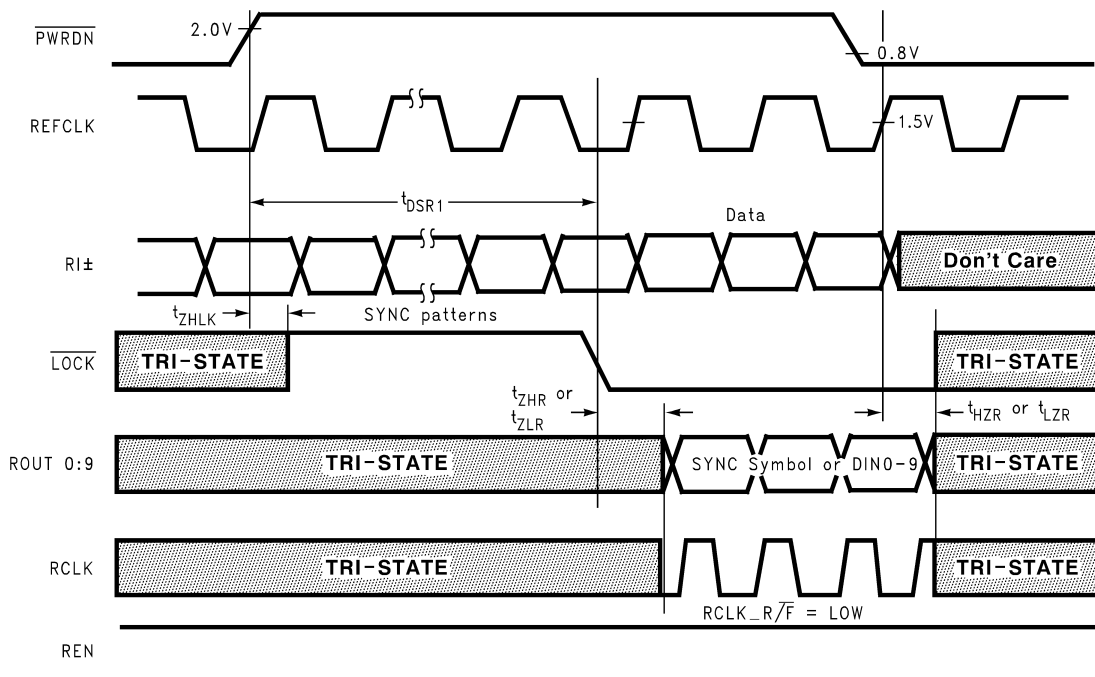 PWRDN
2.0V
0.8V
REFCLK
1.5V
tDSR1
Data
RI±
Don't Care
tZHLK
SYNC patterns
LOCK
TRI-STATE
TRI-STATE
tZHR or
tZLR
tHZR or tLZR
ROUT 0:9
TRI-STATE
SYNC Symbol or DIN0-9
TRI-STATE
RCLK
TRI-STATE
TRI-STATE
RCLK_R/F̅ = LOW
REN